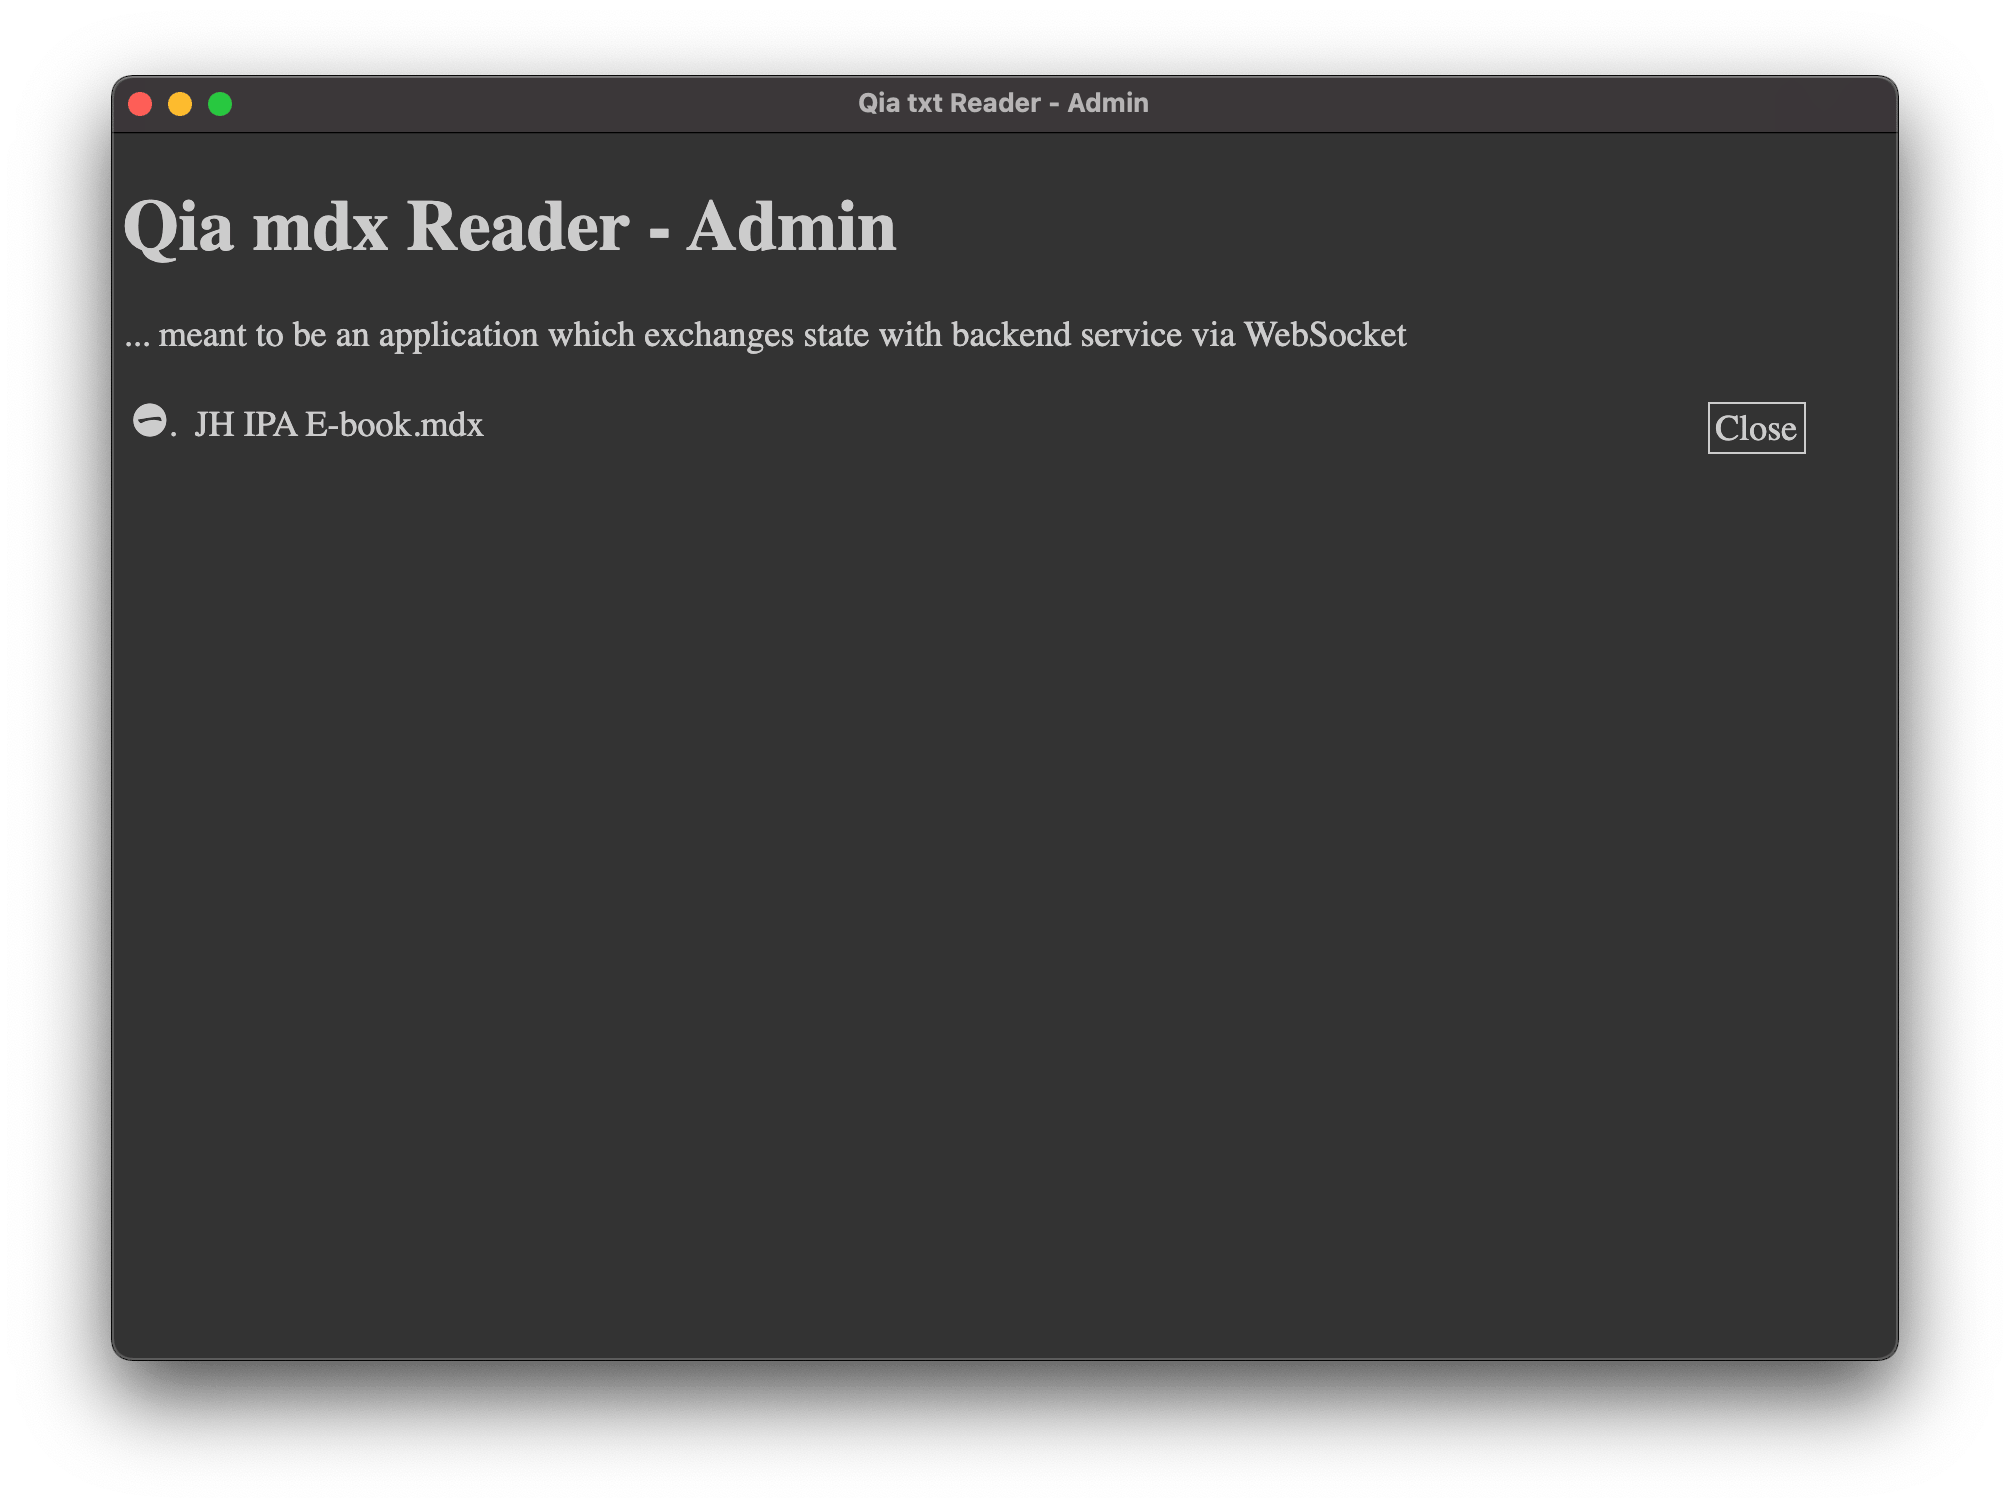 Qia txt Reader - Admin
Qia mdx Reader - Admin
... meant to be an application which exchanges state with backend service via WebSocket
㊀. JH IPA E-book.mdx Close